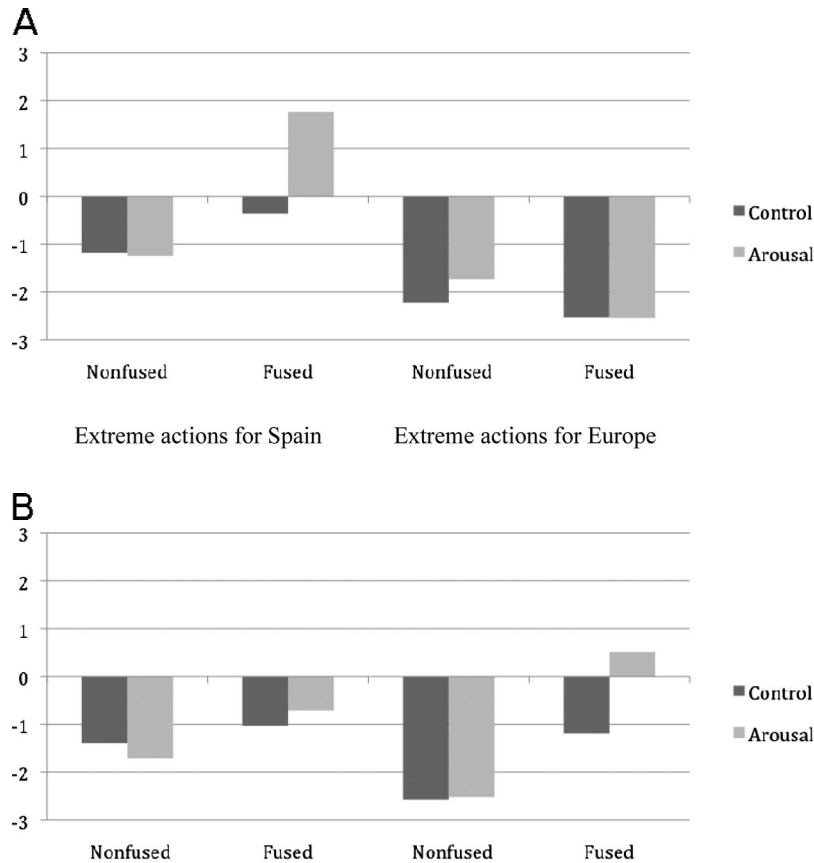 A
3
2
1
0
-1
-2
-3
Nonfused Fused Nonfused Fused
Control
Arousal
Extreme actions for Spain Extreme actions for Europe
B
3
2
1
0
-1
-2
-3
Nonfused Fused Nonfused Fused
Control
Arousal